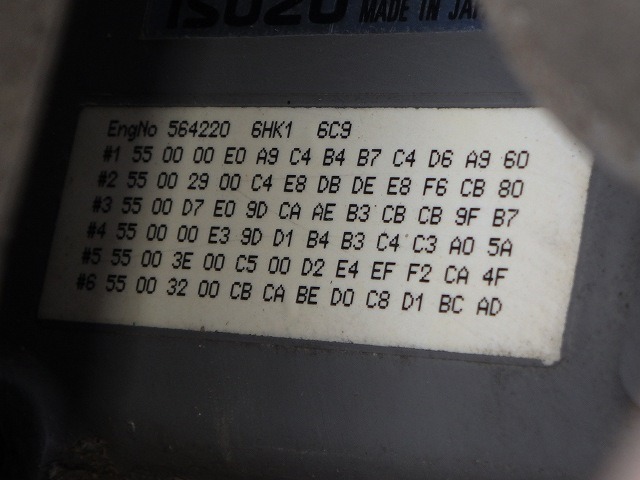 ISUZU MADE IN JAP
EngNo 564220 6HK1 6C9
#1 55 00 00 E0 A9 C4 B4 B7 C4 D6 A9 60
#2 55 00 29 00 C4 E8 DB DE E8 F6 CB 80
#3 55 00 D7 E0 9D CA AE B3 CB CB 9F B7
#4 55 00 00 E3 9D D1 B4 B3 C4 C3 A0 5A
#5 55 00 3E 00 C5 00 D2 E4 EF F2 CA 4F
#6 55 00 32 00 CB CA BE D0 C8 D1 BC AD